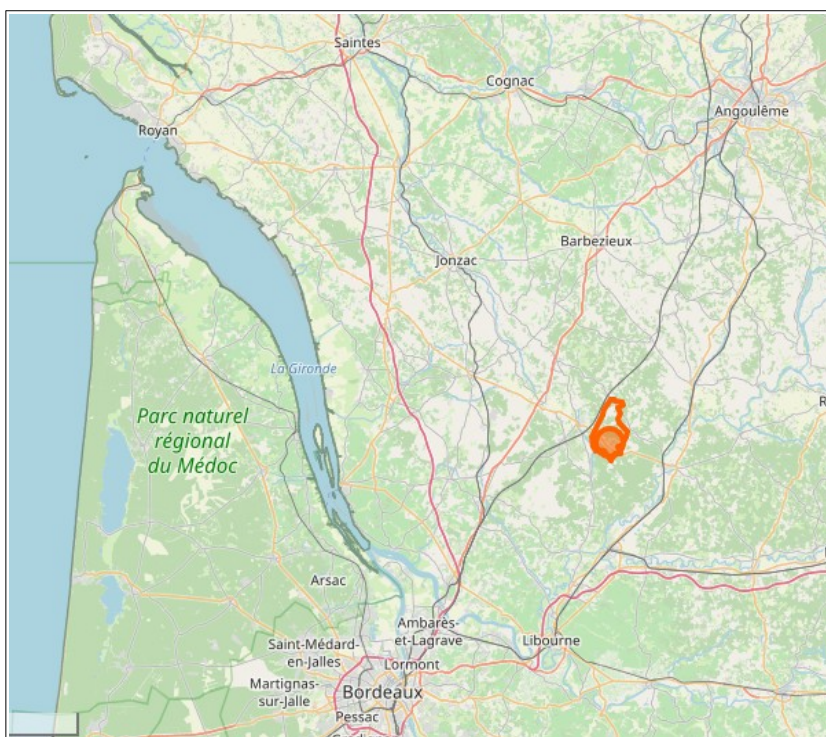 Saintes
Cognac
Angoulême
Royan
Barbezieux
Jonzac
La Gironde
R
Parc naturel
régional
du Médoc
Arsac
Ambarès-
et-Lagrave
Libourne
Saint-Médard-
en-Jalles
Lormont
Martignas-
sur-Jalle
Bordeaux
Pessac